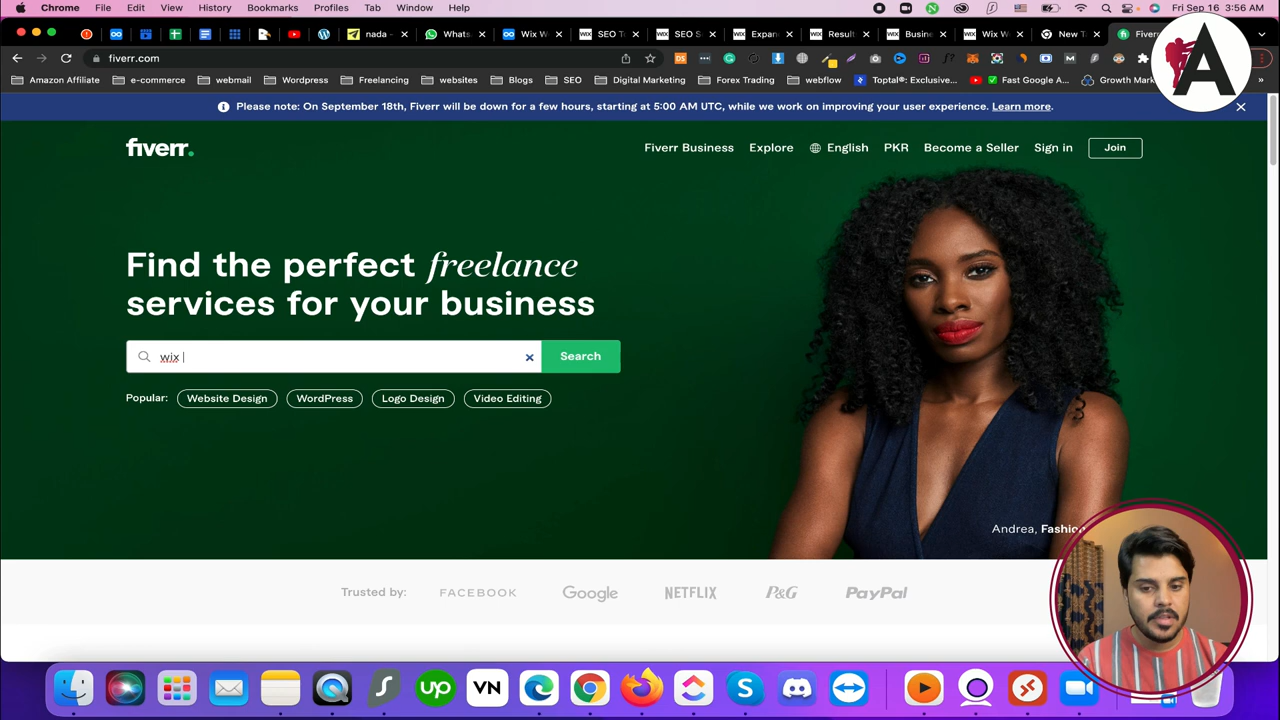 Chrome File Edit View History Bookmarks Profiles Tab Window Help
Fri Sep 16 3:56 AM
nada - WhatsA Wix W SEO To SEO S Expan Result Busine Wix W New T Fiverr
fiverr.com
Amazon Affiliate e-commerce webmail Wordpress Freelancing websites Blogs SEO Digital Marketing Forex Trading webflow Toptal®: Exclusive... Fast Google A... Growth Mark
A
Please note: On September 18th, Fiverr will be down for a few hours, starting at 5:00 AM UTC, while we work on improving your user experience. Learn more.
fiverr.
Fiverr Business Explore English PKR Become a Seller Sign in Join
Find the perfect freelance
services for your business
wix
Search
Popular: Website Design WordPress Logo Design Video Editing
Andrea, Fashio
Trusted by: FACEBOOK Google NETFLIX P&G PayPal
up VN